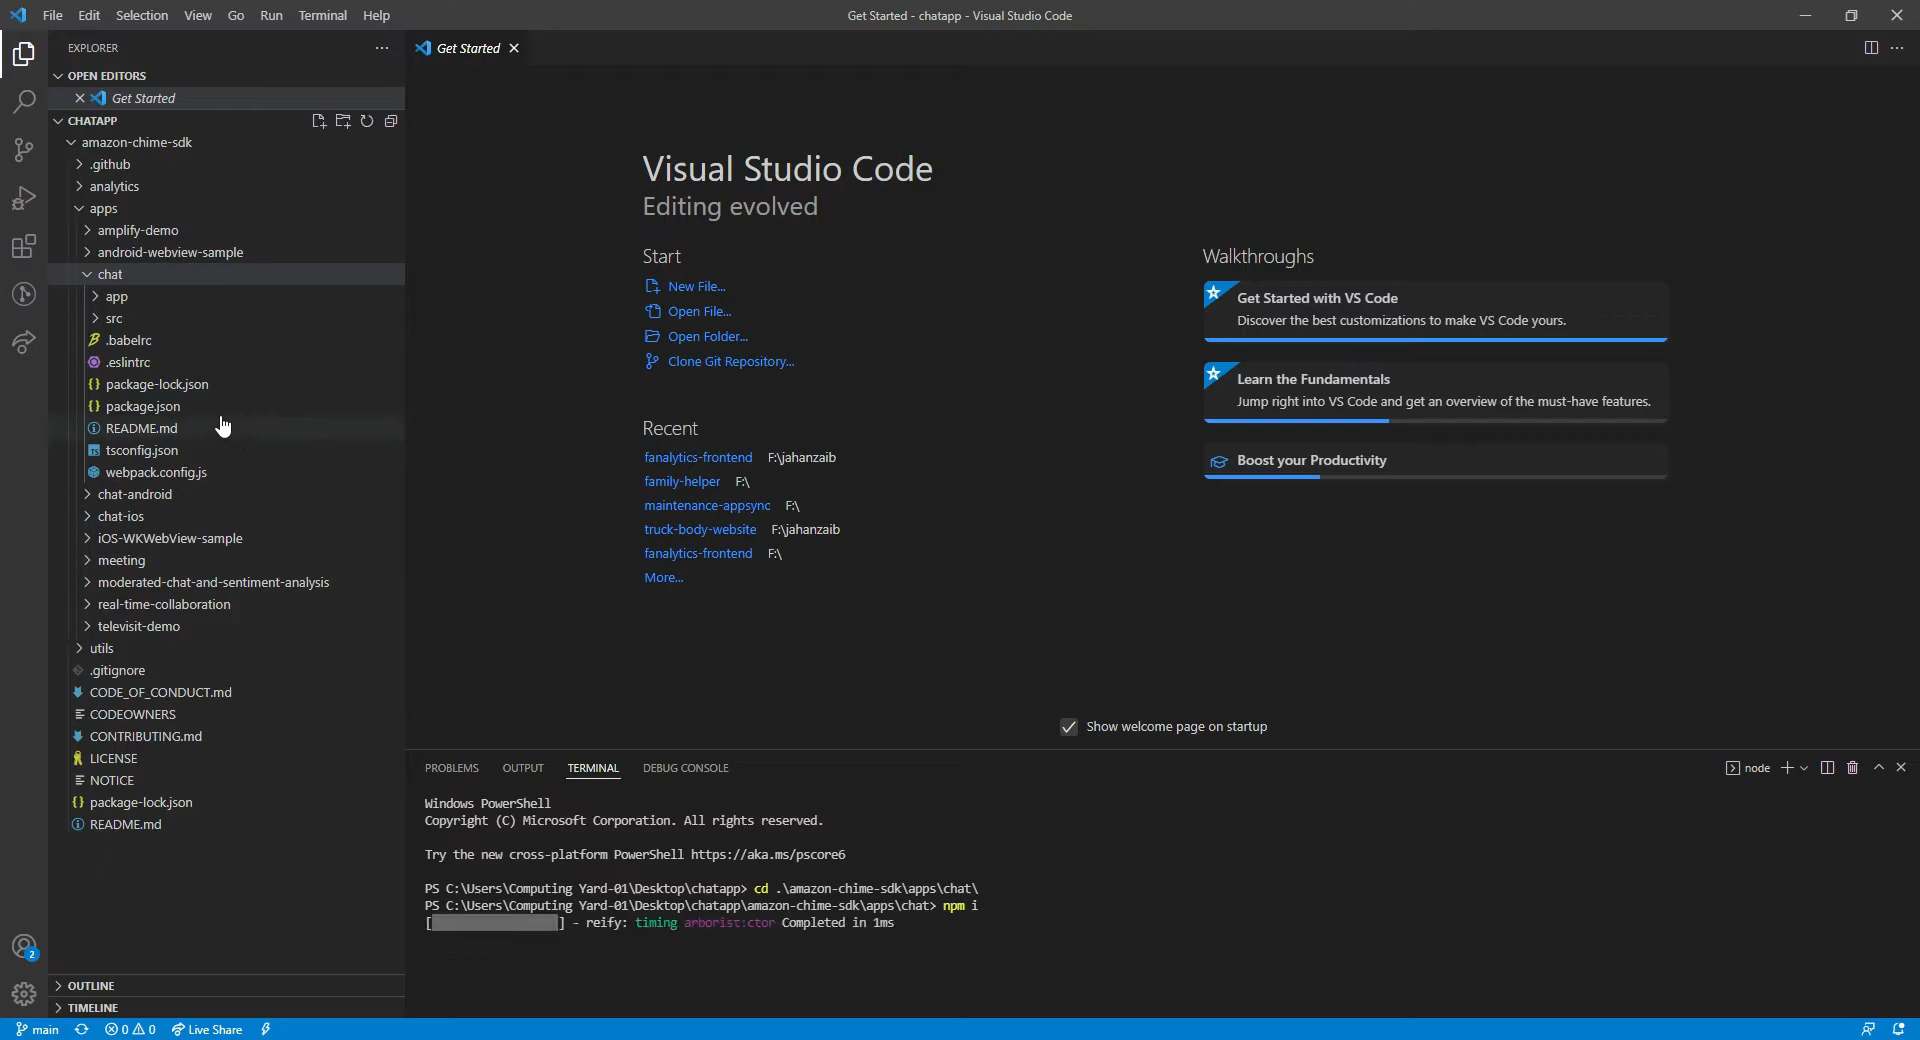 File Edit Selection View Go Run Terminal Help
Get Started - chatapp - Visual Studio Code
EXPLORER
OPEN EDITORS
Get Started
CHATAPP
amazon-chime-sdk
.github
analytics
apps
amplify-demo
android-webview-sample
chat
app
src
.babelrc
.eslintrc
package-lock.json
package.json
README.md
tsconfig.json
webpack.config.js
chat-android
chat-ios
iOS-WKWebView-sample
meeting
moderated-chat-and-sentiment-analysis
real-time-collaboration
televisit-demo
utils
.gitignore
CODE_OF_CONDUCT.md
CODEOWNERS
CONTRIBUTING.md
LICENSE
NOTICE
package-lock.json
README.md
OUTLINE
TIMELINE
Get Started
Visual Studio Code
Editing evolved
Start
New File...
Open File...
Open Folder...
Clone Git Repository...
Recent
fanalytics-frontend F:\jahanzaib
family-helper F:\
maintenance-appsync F:\
truck-body-website F:\jahanzaib
fanalytics-frontend F:\
More...
Walkthroughs
Get Started with VS Code
Discover the best customizations to make VS Code yours.
Learn the Fundamentals
Jump right into VS Code and get an overview of the must-have features.
Boost your Productivity
Show welcome page on startup
PROBLEMS OUTPUT TERMINAL DEBUG CONSOLE
node
Windows PowerShell
Copyright (C) Microsoft Corporation. All rights reserved.
Try the new cross-platform PowerShell https://aka.ms/pscore6
PS C:\Users\Computing Yard-01\Desktop\chatapp> cd .\amazon-chime-sdk\apps\chat\
PS C:\Users\Computing Yard-01\Desktop\chatapp\amazon-chime-sdk\apps\chat> npm i
[ ] - reify: timing arborist:ctor Completed in 1ms
2
main 0 0 Live Share